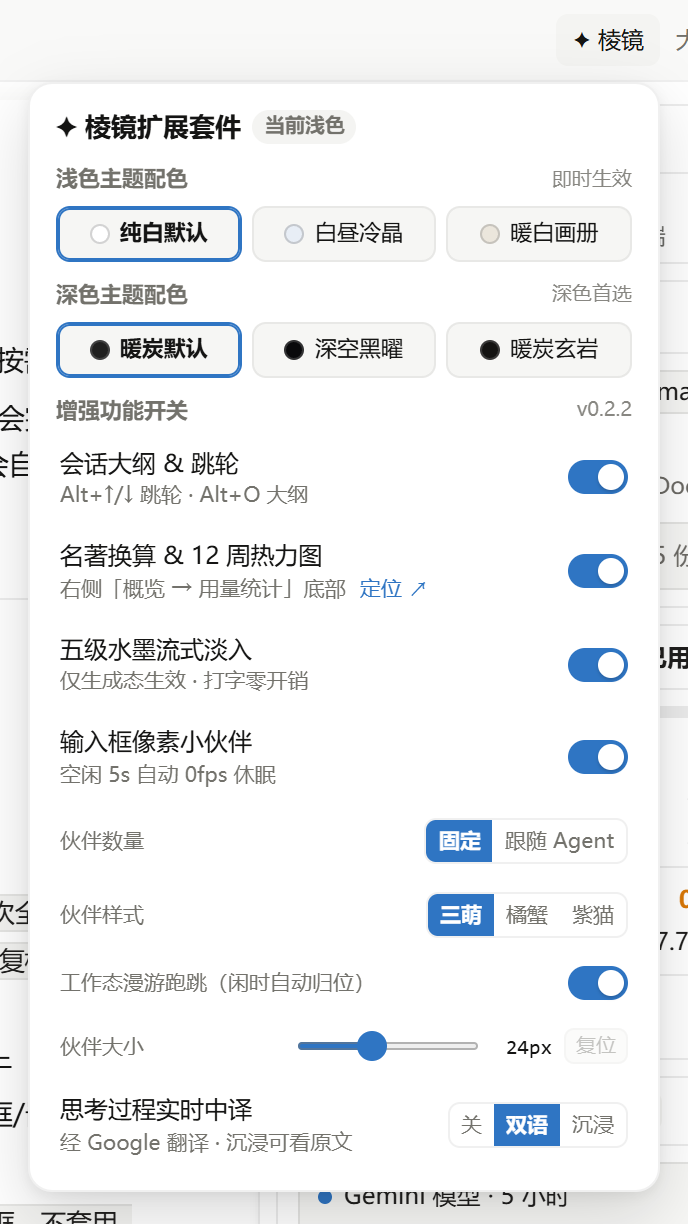 ✦ 棱镜
✦ 棱镜扩展套件 当前浅色
浅色主题配色 即时生效
纯白默认 白昼冷晶 暖白画册
深色主题配色 深色首选
暖炭默认 深空黑曜 暖炭玄岩
增强功能开关 v0.2.2
会话大纲 & 跳轮
Alt+↑/↓ 跳轮 · Alt+O 大纲
名著换算 & 12 周热力图
右侧「概览 → 用量统计」底部 定位 ↗
五级水墨流式淡入
仅生成态生效 · 打字零开销
输入框像素小伙伴
空闲 5s 自动 0fps 休眠
伙伴数量 固定 跟随 Agent
伙伴样式 三萌 橘蟹 紫猫
工作态漫游跑跳（闲时自动归位）
伙伴大小 24px 复位
思考过程实时中译
经 Google 翻译 · 沉浸可看原文
关 双语 沉浸
Gemini 模型 · 5 小时
不套用